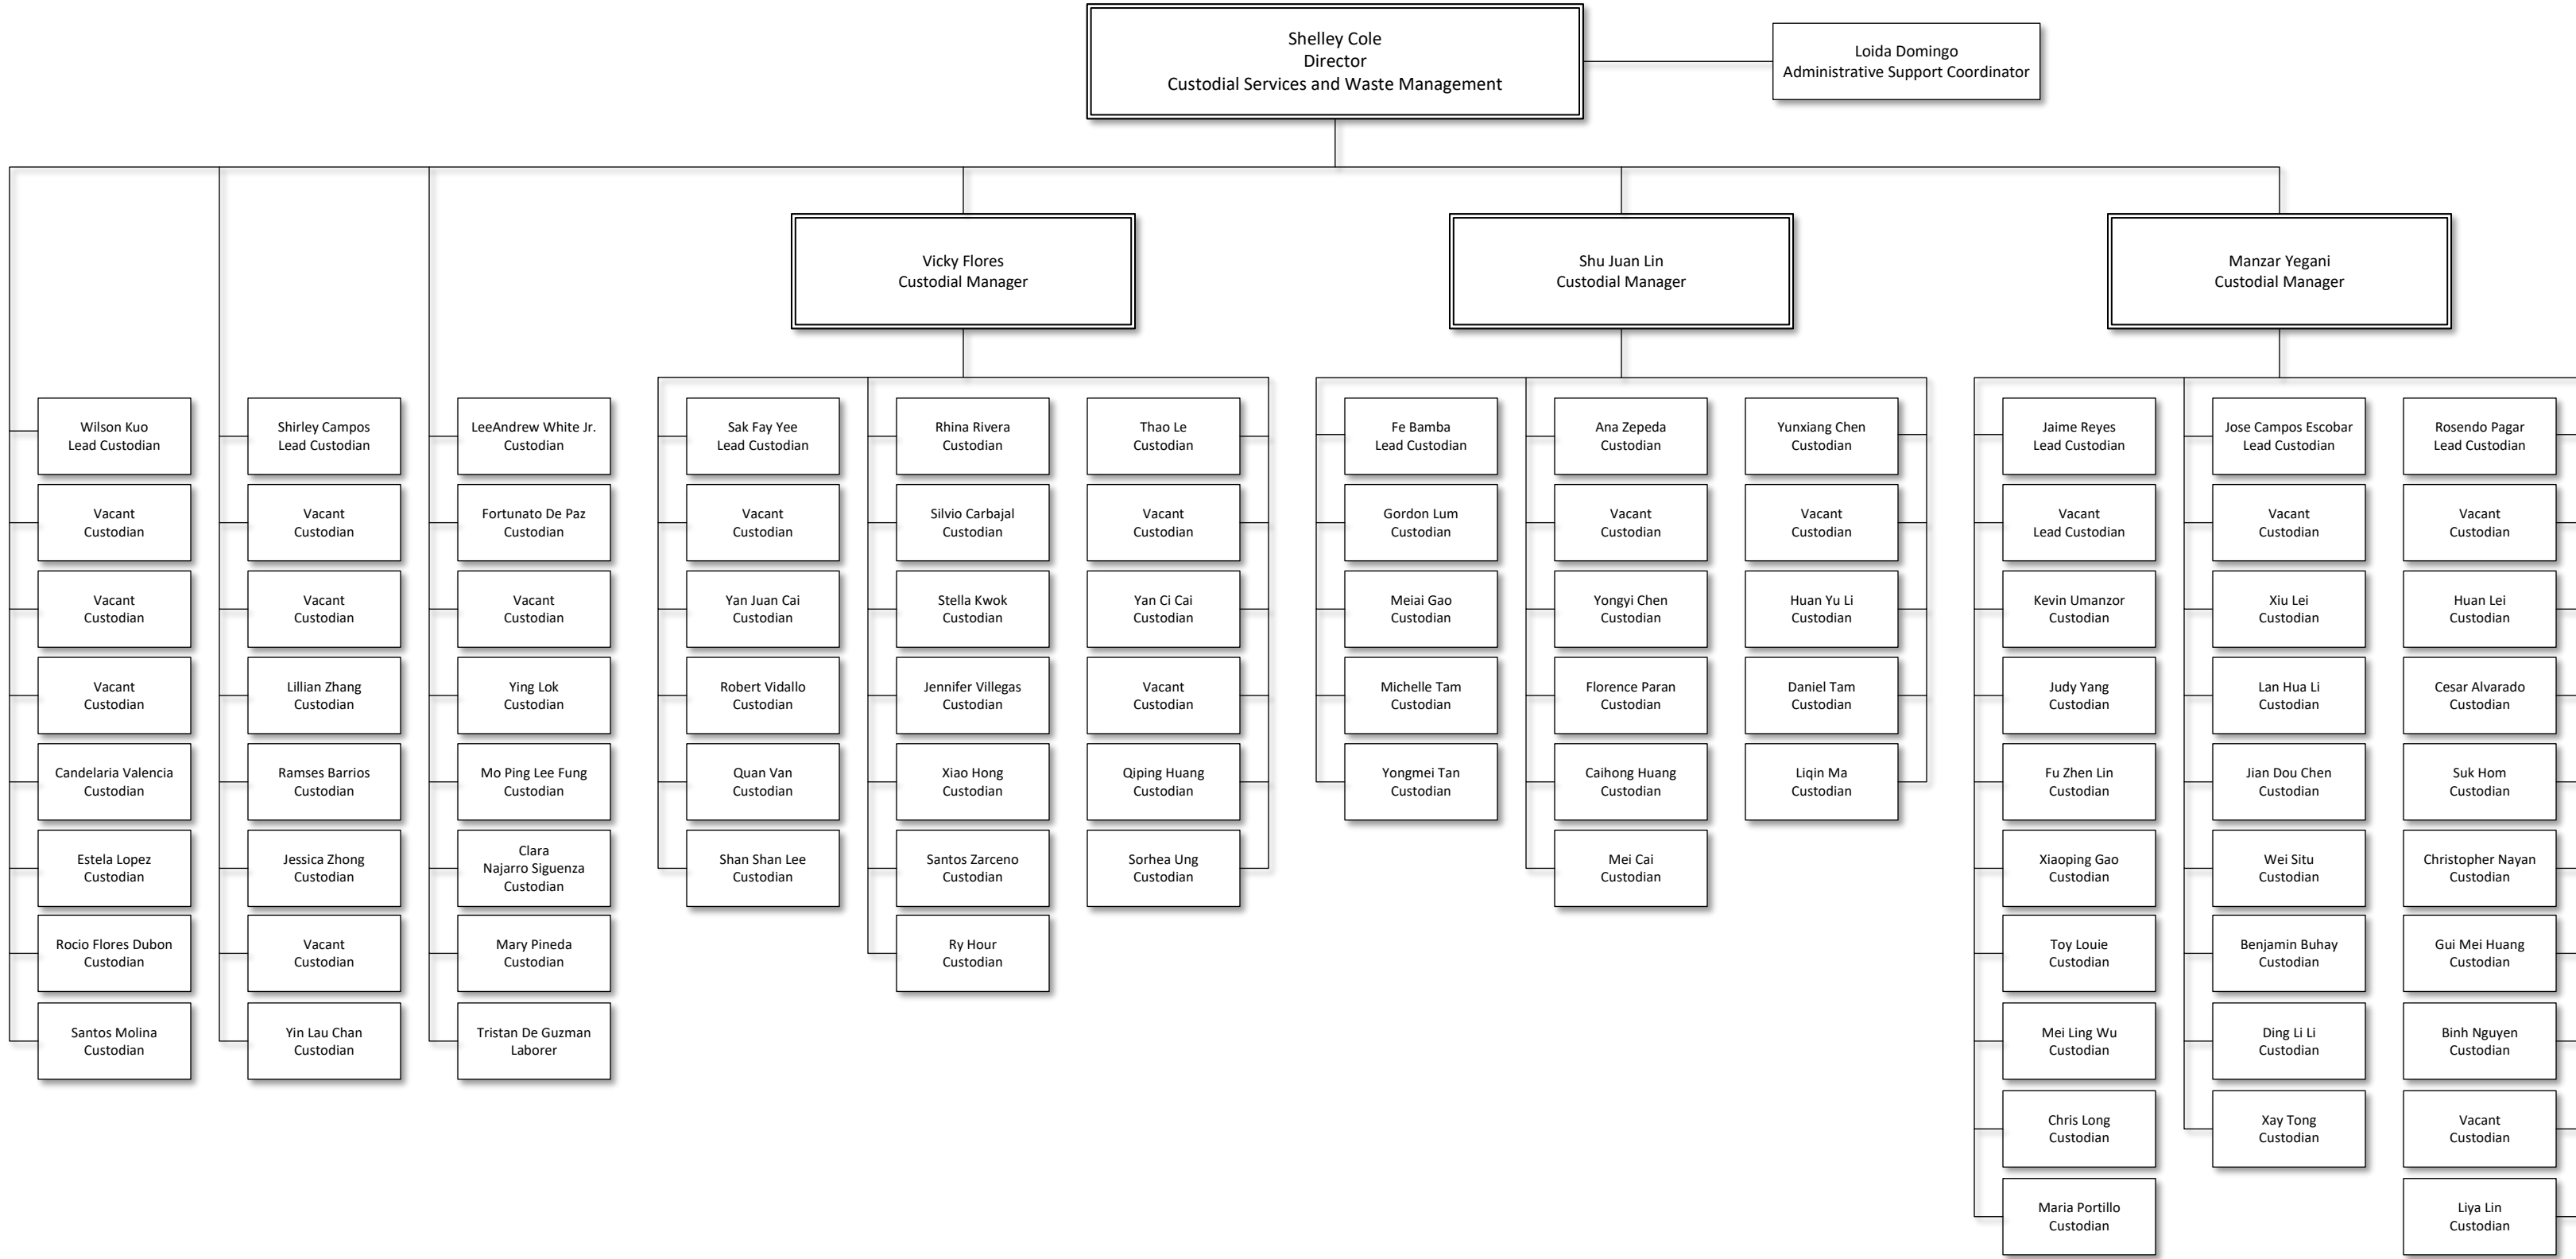 Shelley Cole
Director
Custodial Services and Waste Management
Loida Domingo
Administrative Support Coordinator
Vicky Flores
Custodial Manager
Shu Juan Lin
Custodial Manager
Manzar Yegani
Custodial Manager
Wilson Kuo
Lead Custodian
Vacant
Custodian
Vacant
Custodian
Vacant
Custodian
Candelaria Valencia
Custodian
Estela Lopez
Custodian
Rocio Flores Dubon
Custodian
Santos Molina
Custodian
Shirley Campos
Lead Custodian
Vacant
Custodian
Vacant
Custodian
Lillian Zhang
Custodian
Ramses Barrios
Custodian
Jessica Zhong
Custodian
Vacant
Custodian
Yin Lau Chan
Custodian
LeeAndrew White Jr.
Custodian
Fortunato De Paz
Custodian
Vacant
Custodian
Ying Lok
Custodian
Mo Ping Lee Fung
Custodian
Clara
Najarro Siguenza
Custodian
Mary Pineda
Custodian
Tristan De Guzman
Laborer
Sak Fay Yee
Lead Custodian
Vacant
Custodian
Yan Juan Cai
Custodian
Robert Vidallo
Custodian
Quan Van
Custodian
Shan Shan Lee
Custodian
Rhina Rivera
Custodian
Silvio Carbajal
Custodian
Stella Kwok
Custodian
Jennifer Villegas
Custodian
Xiao Hong
Custodian
Santos Zarceno
Custodian
Ry Hour
Custodian
Thao Le
Custodian
Vacant
Custodian
Yan Ci Cai
Custodian
Vacant
Custodian
Qiping Huang
Custodian
Sorhea Ung
Custodian
Fe Bamba
Lead Custodian
Gordon Lum
Custodian
Meiai Gao
Custodian
Michelle Tam
Custodian
Yongmei Tan
Custodian
Ana Zepeda
Custodian
Vacant
Custodian
Yongyi Chen
Custodian
Florence Paran
Custodian
Caihong Huang
Custodian
Mei Cai
Custodian
Yunxiang Chen
Custodian
Vacant
Custodian
Huan Yu Li
Custodian
Daniel Tam
Custodian
Liqin Ma
Custodian
Jaime Reyes
Lead Custodian
Vacant
Lead Custodian
Kevin Umanzor
Custodian
Judy Yang
Custodian
Fu Zhen Lin
Custodian
Xiaoping Gao
Custodian
Toy Louie
Custodian
Mei Ling Wu
Custodian
Chris Long
Custodian
Maria Portillo
Custodian
Jose Campos Escobar
Lead Custodian
Vacant
Custodian
Xiu Lei
Custodian
Lan Hua Li
Custodian
Jian Dou Chen
Custodian
Wei Situ
Custodian
Benjamin Buhay
Custodian
Ding Li Li
Custodian
Xay Tong
Custodian
Rosendo Pagar
Lead Custodian
Vacant
Custodian
Huan Lei
Custodian
Cesar Alvarado
Custodian
Suk Hom
Custodian
Christopher Nayan
Custodian
Gui Mei Huang
Custodian
Binh Nguyen
Custodian
Vacant
Custodian
Liya Lin
Custodian